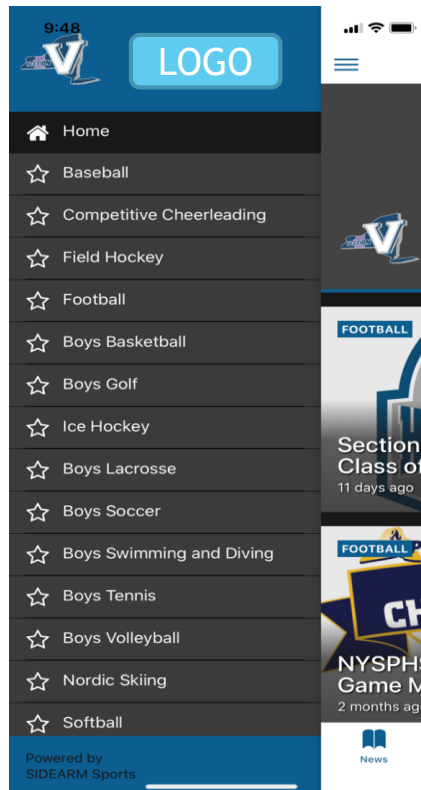 9:48
V
LOGO
Home
Baseball
Competitive Cheerleading
Field Hockey
Football
Boys Basketball
Boys Golf
Ice Hockey
Boys Lacrosse
Boys Soccer
Boys Swimming and Diving
Boys Tennis
Boys Volleyball
Nordic Skiing
Softball
Powered by
SIDEARM Sports
V
FOOTBALL
Section
Class of
11 days ago
FOOTBALL
CH
NYSPHS
Game M
2 months ago
News